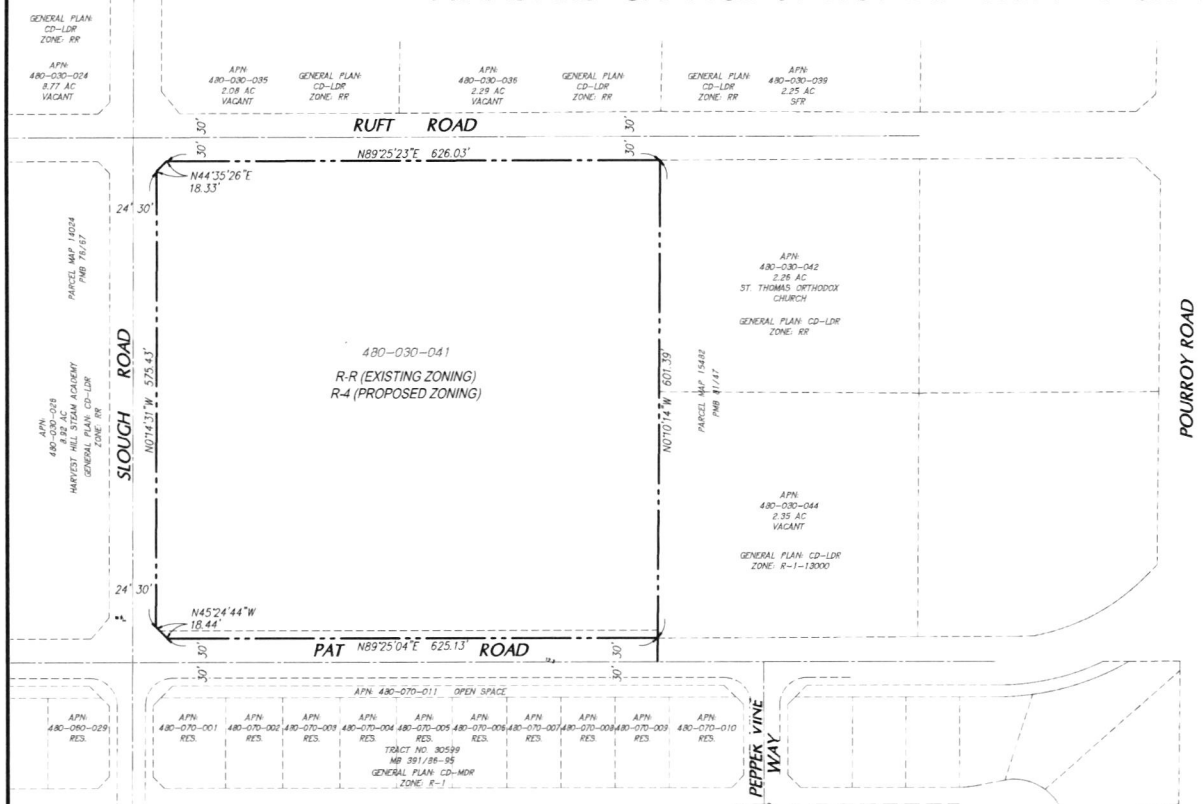 GENERAL PLAN:
CD-LDR
ZONE: RR
APN:
480-030-024
8.77 AC
VACANT
APN:
480-030-035
2.08 AC
VACANT
GENERAL PLAN:
CD-LDR
ZONE: RR
APN:
480-030-036
2.29 AC
VACANT
GENERAL PLAN:
CD-LDR
ZONE: RR
GENERAL PLAN:
CD-LDR
ZONE: RR
APN:
480-030-039
2.25 AC
SFR
30'
RUFT ROAD
30'
30'
N89°25'23"E 626.03'
30'
N44°35'26"E
18.33'
24' 30'
PARCEL MAP 14024
PMB 76/67
APN:
480-030-026
8.92 AC
HARVEST HILL STEAM ACADEMY
GENERAL PLAN: CD-LDR
ZONE: RR
SLOUGH ROAD
N0°14'31"W 575.43'
480-030-041
R-R (EXISTING ZONING)
R-4 (PROPOSED ZONING)
N0°10'14"W 601.39'
PARCEL MAP 15482
PMB 81/47
APN:
480-030-042
2.26 AC
ST. THOMAS ORTHODOX
CHURCH
GENERAL PLAN: CD-LDR
ZONE: RR
POURROY ROAD
APN:
480-030-044
2.35 AC
VACANT
GENERAL PLAN: CD-LDR
ZONE: R-1-13000
24' 30'
N45°24'44"W
18.44'
30'
PAT N89°25'04"E 625.13' ROAD
30'
30'
30'
APN: 480-070-011 OPEN SPACE
APN:
480-060-029
RES.
APN:
480-070-001
RES.
APN:
480-070-002
RES.
APN:
480-070-003
RES.
APN:
480-070-004
RES.
APN:
480-070-005
RES.
APN:
480-070-006
RES.
APN:
480-070-007
RES.
APN:
480-070-008
RES.
APN:
480-070-009
RES.
APN:
480-070-010
RES.
TRACT NO. 30599
MB 391/86-95
GENERAL PLAN: CD-MDR
ZONE: R-1
PEPPER VINE
WAY